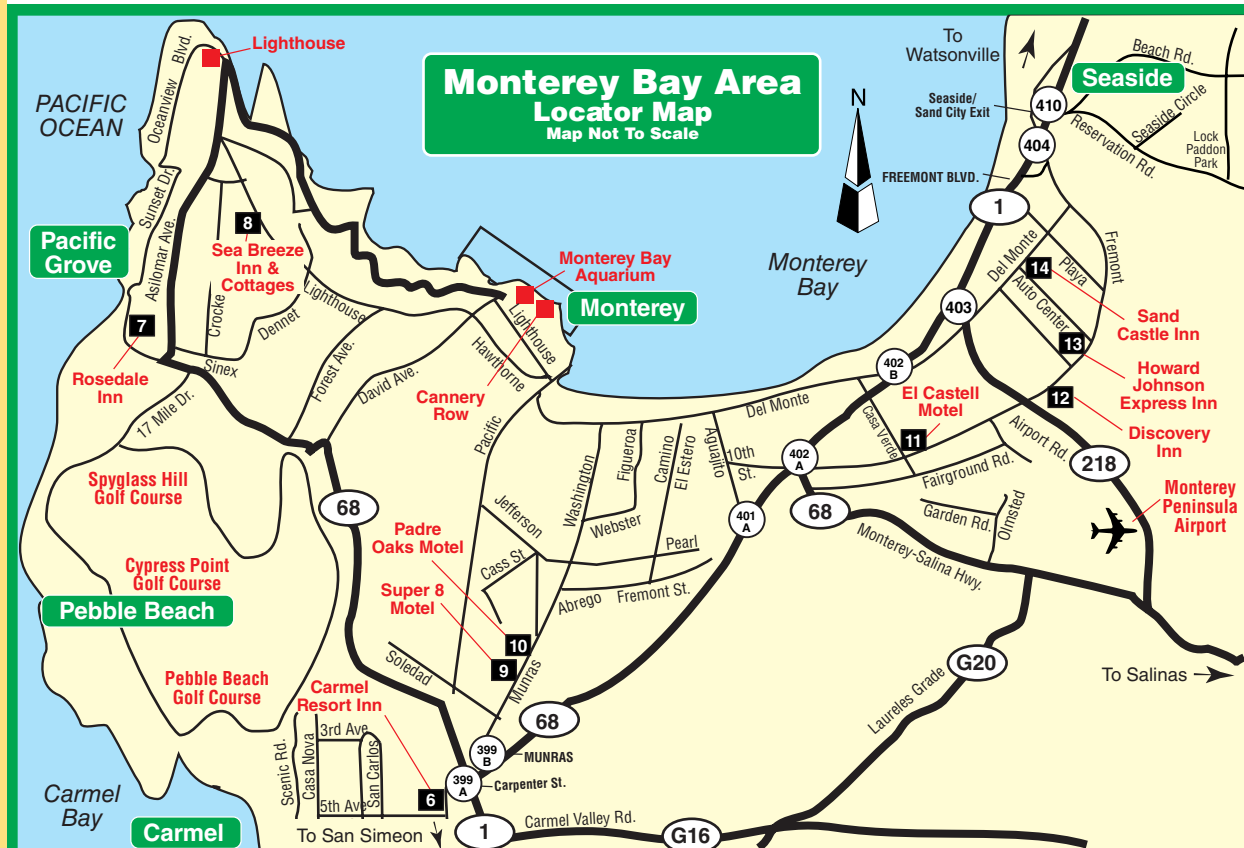 Monterey Bay Area
Locator Map
Map Not To Scale
Lighthouse
PACIFIC
OCEAN
Oceanview Blvd.
Sunset Dr.
Asilomar Ave.
Pacific
Grove
8
Sea Breeze
Inn &
Cottages
7
Rosedale
Inn
Crocke
Dennet
Sinex
Lighthouse
Forest Ave.
David Ave.
17 Mile Dr.
Monterey Bay
Aquarium
Monterey
Lighthouse
Hawthorne
Cannery
Row
Pacific
N
Monterey
Bay
To
Watsonville
Seaside/
Sand City Exit
410
404
FREEMONT BLVD.
1
Beach Rd.
Seaside
Seaside Circle
Reservation Rd.
Lock
Paddon
Park
Del Monte
Fremont
Playa
14
Auto Center
Sand
Castle Inn
13
Howard
Johnson
Express Inn
403
402
B
12
Discovery
Inn
El Castell
Motel
11
Casa Verde
Del Monte
Airport Rd.
218
Fairground Rd.
Garden Rd.
Olmsted
Monterey
Peninsula
Airport
402
A
10th
St.
Aguajito
Camino
El Estero
Figueroa
Washington
Webster
401
A
68
Monterey-Salina Hwy.
Spyglass Hill
Golf Course
68
Cypress Point
Golf Course
Pebble Beach
Pebble Beach
Golf Course
Jefferson
Padre
Oaks Motel
Cass St.
Pearl
Abrego
Fremont St.
Super 8
Motel
10
9
Munras
Soledad
Carmel
Resort Inn
68
G20
Laureles Grade
To Salinas
Scenic Rd.
Casa Nova
3rd Ave
San Carlos
5th Ave
6
399
B
MUNRAS
399
A
Carpenter St.
Carmel
Bay
Carmel
To San Simeon
1
Carmel Valley Rd.
G16